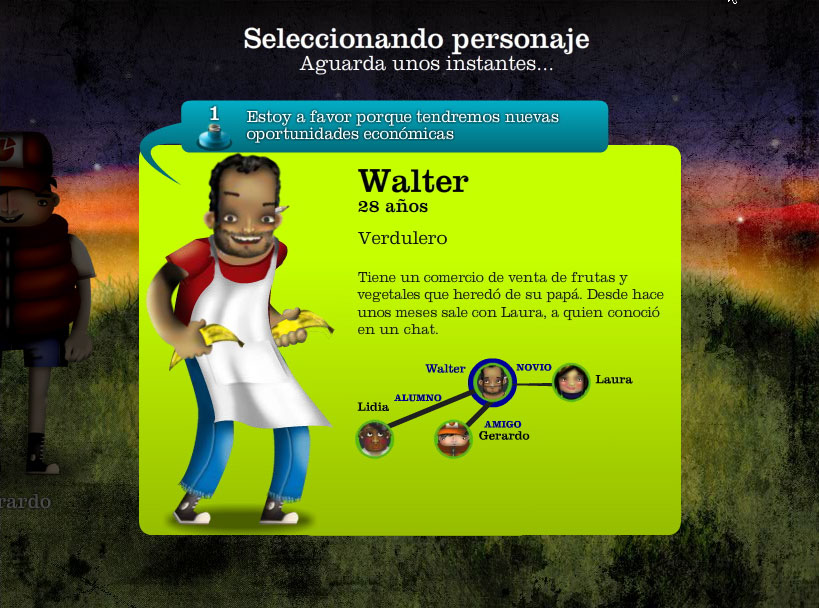 Seleccionando personaje
Aguarda unos instantes...
1
Estoy a favor porque tendremos nuevas
oportunidades económicas
Walter
28 años
Verdulero
Tiene un comercio de venta de frutas y
vegetales que heredó de su papá. Desde hace
unos meses sale con Laura, a quien conoció
en un chat.
Walter
NOVIO
Laura
ALUMNO
Lidia
AMIGO
Gerardo
rardo